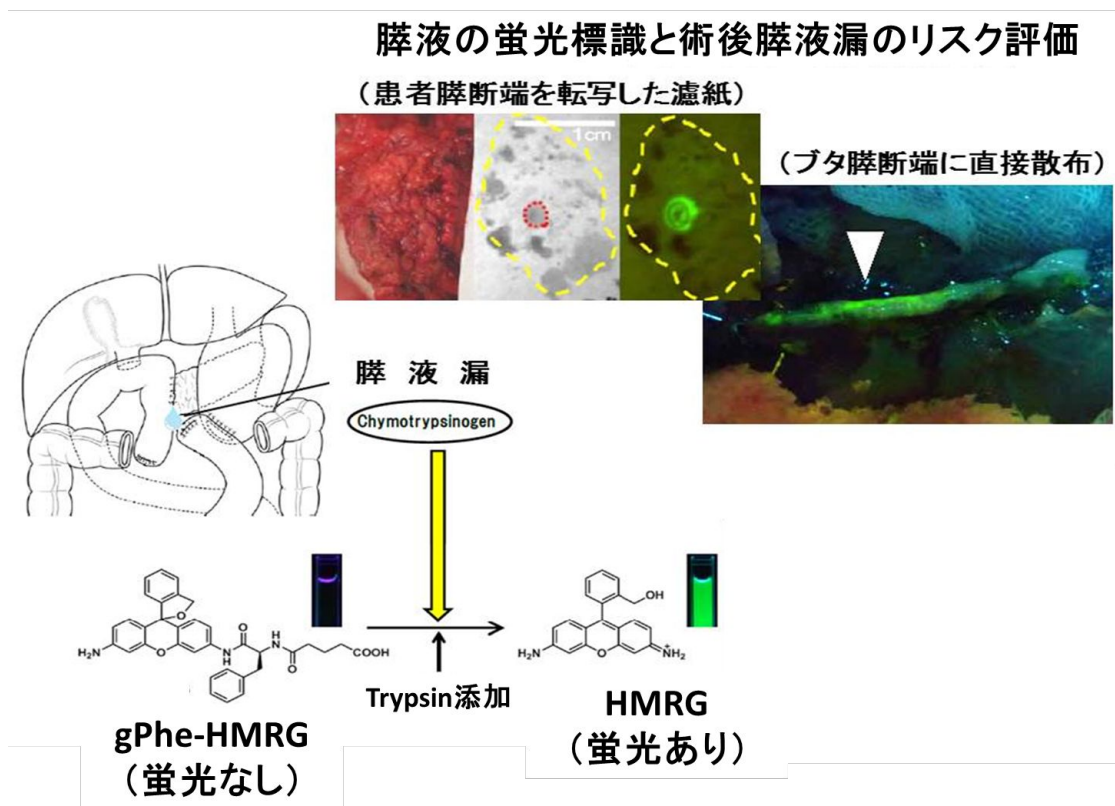 膵液の蛍光標識と術後膵液漏のリスク評価
(患者膵断端を転写した濾紙)
1cm
(ブタ膵断端に直接散布)
膵 液 漏
Chymotrypsinogen
OH
O
H₂N
O
N
H
O
H
N
O
COOH
H₂N
O
NH₂
+
Trypsin添加
gPhe-HMRG
(蛍光なし)
HMRG
(蛍光あり)